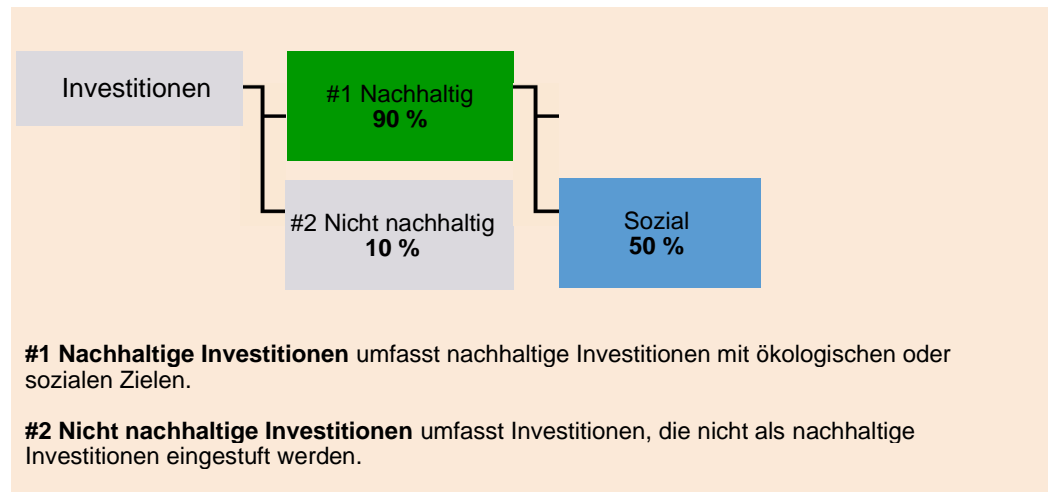 Investitionen
#1 Nachhaltig
90 %
#2 Nicht nachhaltig
10 %
Sozial
50 %
#1 Nachhaltige Investitionen umfasst nachhaltige Investitionen mit ökologischen oder
sozialen Zielen.
#2 Nicht nachhaltige Investitionen umfasst Investitionen, die nicht als nachhaltige
Investitionen eingestuft werden.